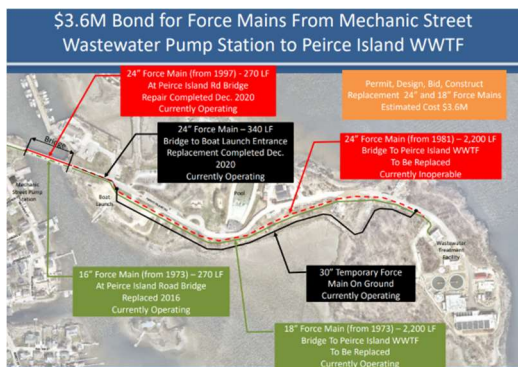 $3.6M Bond for Force Mains From Mechanic Street
Wastewater Pump Station to Peirce Island WWTF
24” Force Main (from 1997) - 270 LF
At Peirce Island Rd Bridge
Repair Completed Dec. 2020
Currently Operating
Permit, Design, Bid, Construct
Replacement 24” and 18” Force Mains
Estimated Cost $3.6M
24” Force Main – 340 LF
Bridge to Boat Launch Entrance
Replacement Completed Dec.
2020
Currently Operating
24” Force Main (from 1981) – 2,200 LF
Bridge To Peirce Island WWTF
To Be Replaced
Currently Inoperable
Bridge
Mechanic
Street Pump
Station
Boat
Launch
Pool
Wastewater
Treatment
Facility
16” Force Main (from 1973) – 270 LF
At Peirce Island Road Bridge
Replaced 2016
Currently Operating
30” Temporary Force
Main On Ground
Currently Operating
18” Force Main (from 1973) – 2,200 LF
Bridge To Peirce Island WWTF
To Be Replaced
Currently Operating